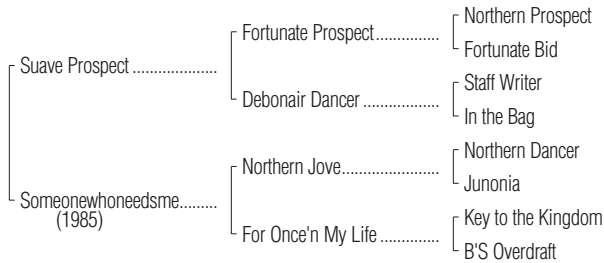 Northern Prospect
Fortunate Prospect...............
Fortunate Bid
Suave Prospect ....................
Staff Writer
Debonair Dancer ..................
In the Bag
Northern Dancer
Northern Jove.......................
Junonia
Someonewhoneedsme.........
(1985)
Key to the Kingdom
For Once'n My Life ..............
B'S Overdraft